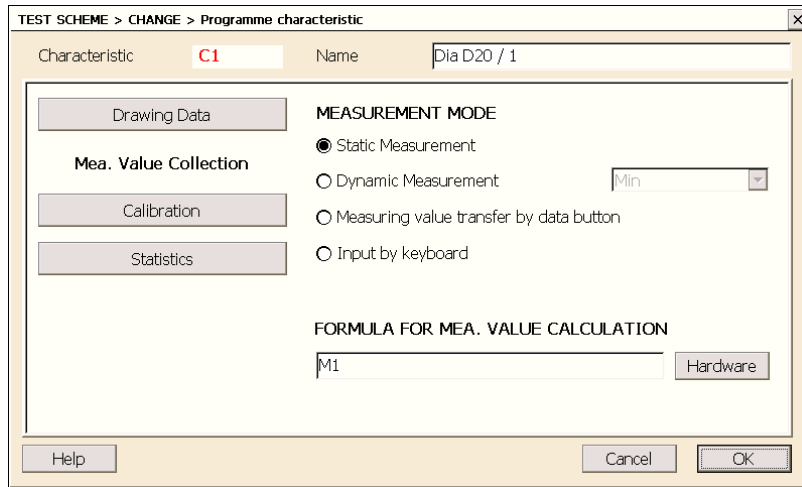 TEST SCHEME > CHANGE > Programme characteristic
Characteristic C1 Name Dia D20 / 1
Drawing Data
Mea. Value Collection
Calibration
Statistics
MEASUREMENT MODE
Static Measurement
Dynamic Measurement Min
Measuring value transfer by data button
Input by keyboard
FORMULA FOR MEA. VALUE CALCULATION
M1 Hardware
Help Cancel OK